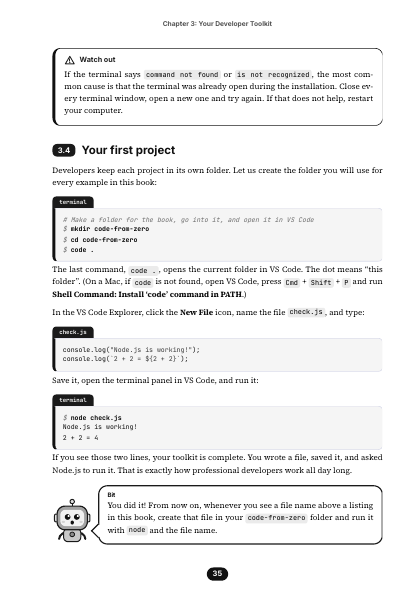 Chapter 3: Your Developer Toolkit
Watch out
If the terminal says command not found or is not recognized, the most com-
mon cause is that the terminal was already open during the installation. Close ev-
ery terminal window, open a new one and try again. If that does not help, restart
your computer.
3.4 Your first project
Developers keep each project in its own folder. Let us create the folder you will use for
every example in this book:
terminal
# Make a folder for the book, go into it, and open it in VS Code
$ mkdir code-from-zero
$ cd code-from-zero
$ code .
The last command, code ., opens the current folder in VS Code. The dot means “this
folder”. (On a Mac, if code is not found, open VS Code, press Cmd + Shift + P and run
Shell Command: Install ‘code’ command in PATH.)
In the VS Code Explorer, click the New File icon, name the file check.js, and type:
check.js
console.log("Node.js is working!");
console.log(`2 + 2 = ${2 + 2}`);
Save it, open the terminal panel in VS Code, and run it:
terminal
$ node check.js
Node.js is working!
2 + 2 = 4
If you see those two lines, your toolkit is complete. You wrote a file, saved it, and asked
Node.js to run it. That is exactly how professional developers work all day long.
Bit
You did it! From now on, whenever you see a file name above a listing
in this book, create that file in your code-from-zero folder and run it
with node and the file name.
35